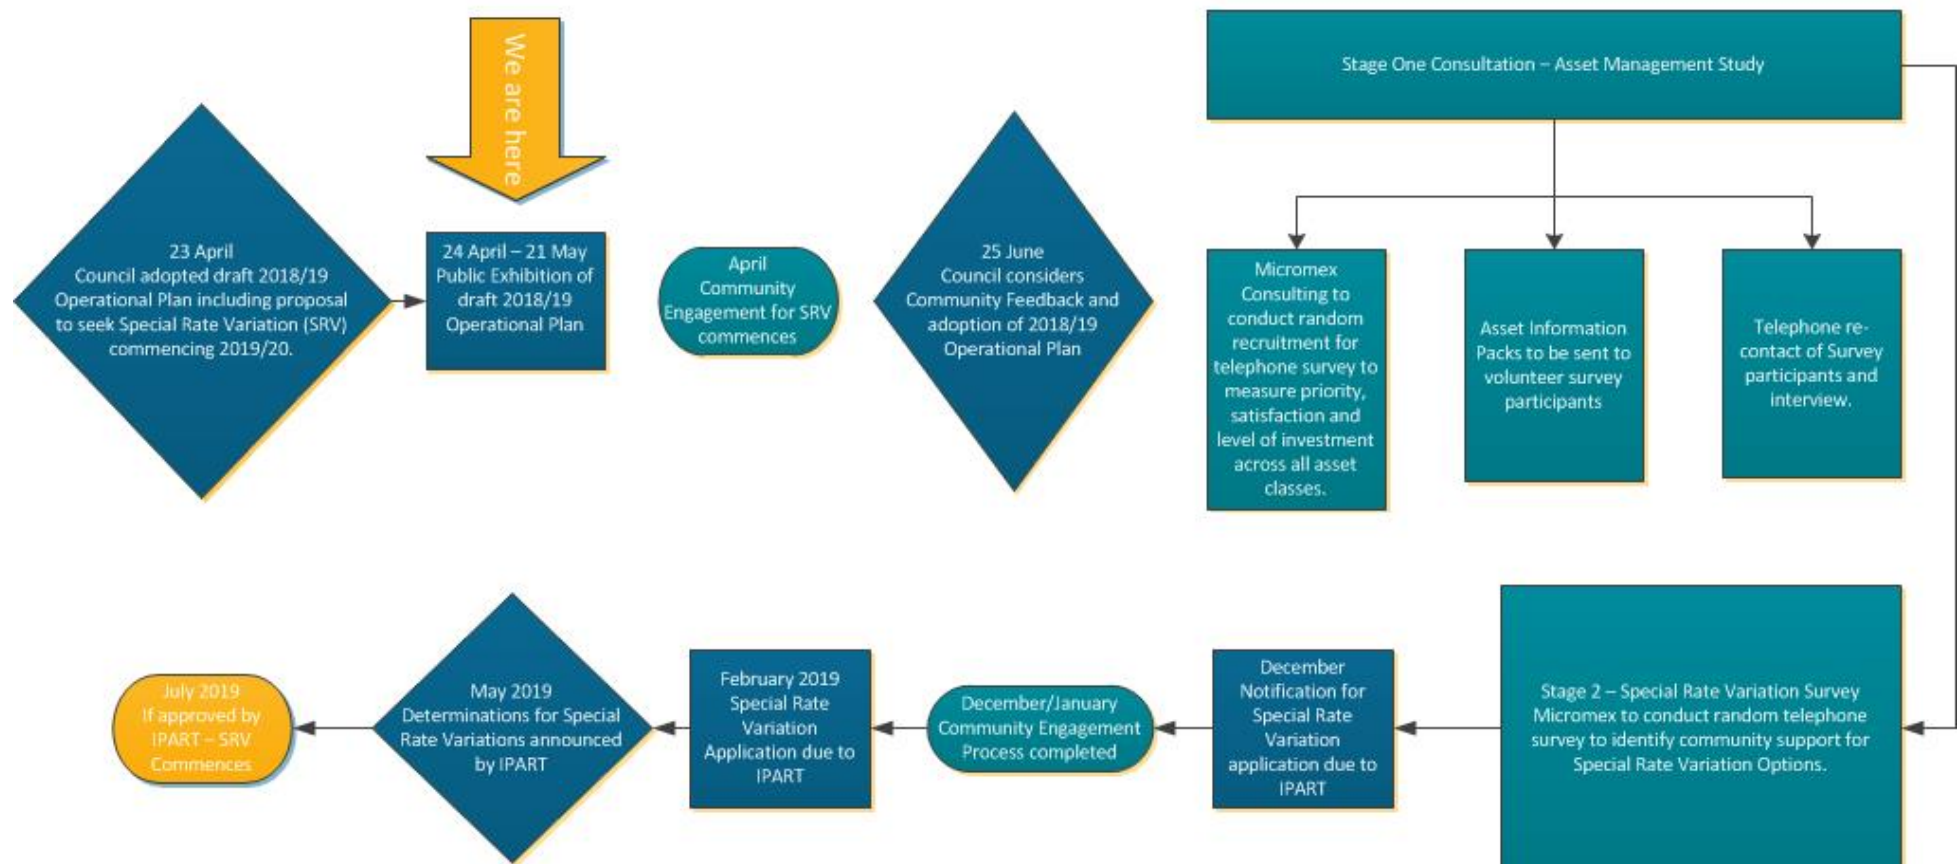 We are here
Stage One Consultation – Asset Management Study
23 April
Council adopted draft 2018/19
Operational Plan including proposal
to seek Special Rate Variation (SRV)
commencing 2019/20.
24 April – 21 May
Public Exhibition of
draft 2018/19
Operational Plan
April
Community
Engagement for SRV
commences
25 June
Council considers
Community Feedback and
adoption of 2018/19
Operational Plan
Micromex
Consulting to
conduct random
recruitment for
telephone survey to
measure priority,
satisfaction and
level of investment
across all asset
classes.
Asset Information
Packs to be sent to
volunteer survey
participants
Telephone re-
contact of Survey
participants and
interview.
July 2019
If approved by
IPART – SRV
Commences
May 2019
Determinations for Special
Rate Variations announced
by IPART
February 2019
Special Rate
Variation
Application due to
IPART
December/January
Community Engagement
Process completed
December
Notification for
Special Rate
Variation
application due to
IPART
Stage 2 – Special Rate Variation Survey
Micromex to conduct random telephone
survey to identify community support for
Special Rate Variation Options.